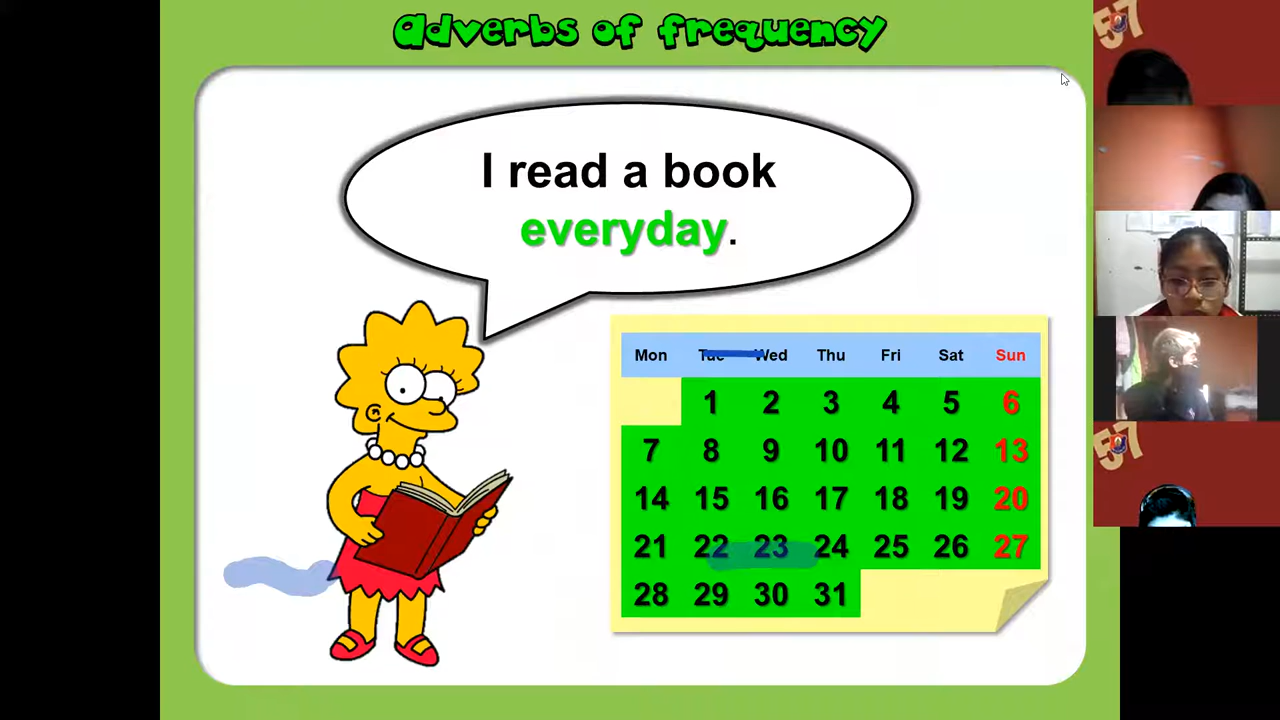 Adverbs of frequency
I read a book
everyday.
Mon Tue Wed Thu Fri Sat Sun
1 2 3 4 5 6
7 8 9 10 11 12 13
14 15 16 17 18 19 20
21 22 23 24 25 26 27
28 29 30 31
57
57